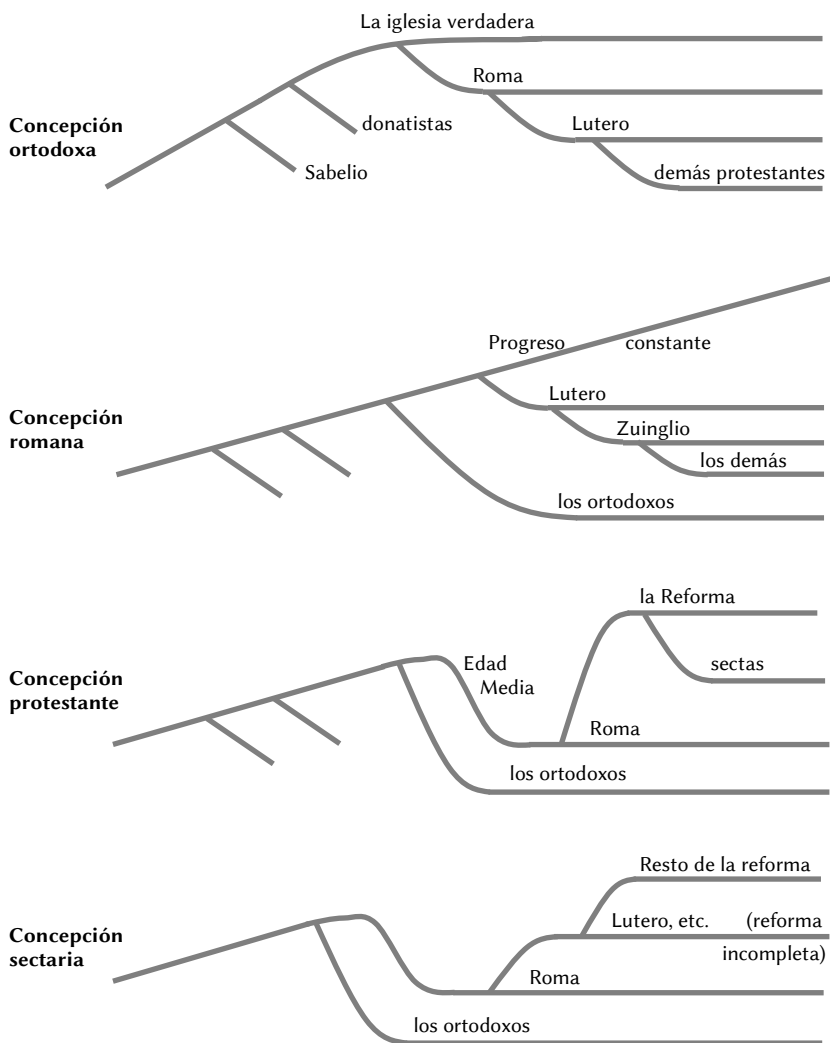 La iglesia verdadera
Roma
Concepción
ortodoxa
donatistas
Lutero
Sabelio
demás protestantes
Progreso constante
Concepción
romana
Lutero
Zuinglio
los demás
los ortodoxos
la Reforma
Concepción
protestante
Edad
Media
sectas
Roma
los ortodoxos
Resto de la reforma
Concepción
sectaria
Lutero, etc. (reforma
incompleta)
Roma
los ortodoxos